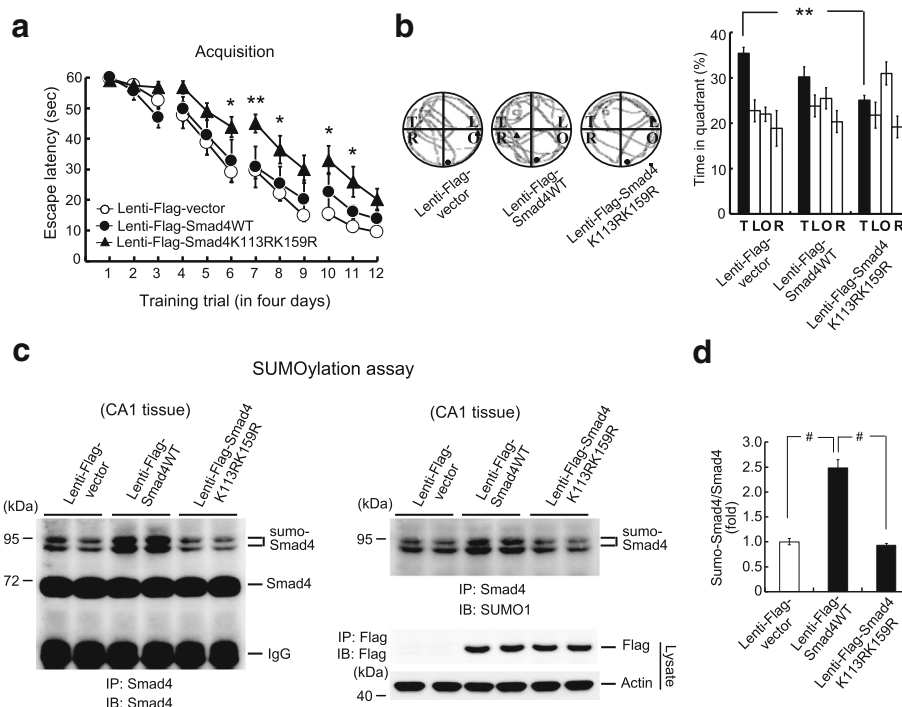 a
Acquisition
Escape latency (sec)
60
50
40
30
20
10
0
Lenti-Flag-vector
Lenti-Flag-Smad4WT
Lenti-Flag-Smad4K113RK159R
*
**
*
*
*
1 2 3 4 5 6 7 8 9 10 11 12
Training trial (in four days)
b
T L
R O
T L
R O
T L
R O
Lenti-Flag-
vector
Lenti-Flag-
Smad4WT
Lenti-Flag-Smad4
K113RK159R
**
Time in quadrant (%)
40
30
20
10
0
T L O R T L O R T L O R
Lenti-Flag-
vector
Lenti-Flag-
Smad4WT
Lenti-Flag-Smad4
K113RK159R
c
SUMOylation assay
(CA1 tissue)
Lenti-Flag-
vector
Lenti-Flag-
Smad4WT
Lenti-Flag-Smad4
K113RK159R
(kDa)
95
72
sumo-
Smad4
Smad4
IgG
IP: Smad4
IB: Smad4
(CA1 tissue)
Lenti-Flag-
vector
Lenti-Flag-
Smad4WT
Lenti-Flag-Smad4
K113RK159R
(kDa)
95
sumo-
Smad4
IP: Smad4
IB: SUMO1
IP: Flag
IB: Flag
(kDa)
40
Flag
Actin
Lysate
d
Sumo-Smad4/Smad4
(fold)
3.0
2.5
2.0
1.5
1.0
0.5
0
# #
Lenti-Flag-
vector
Lenti-Flag-
Smad4WT
Lenti-Flag-Smad4
K113RK159R